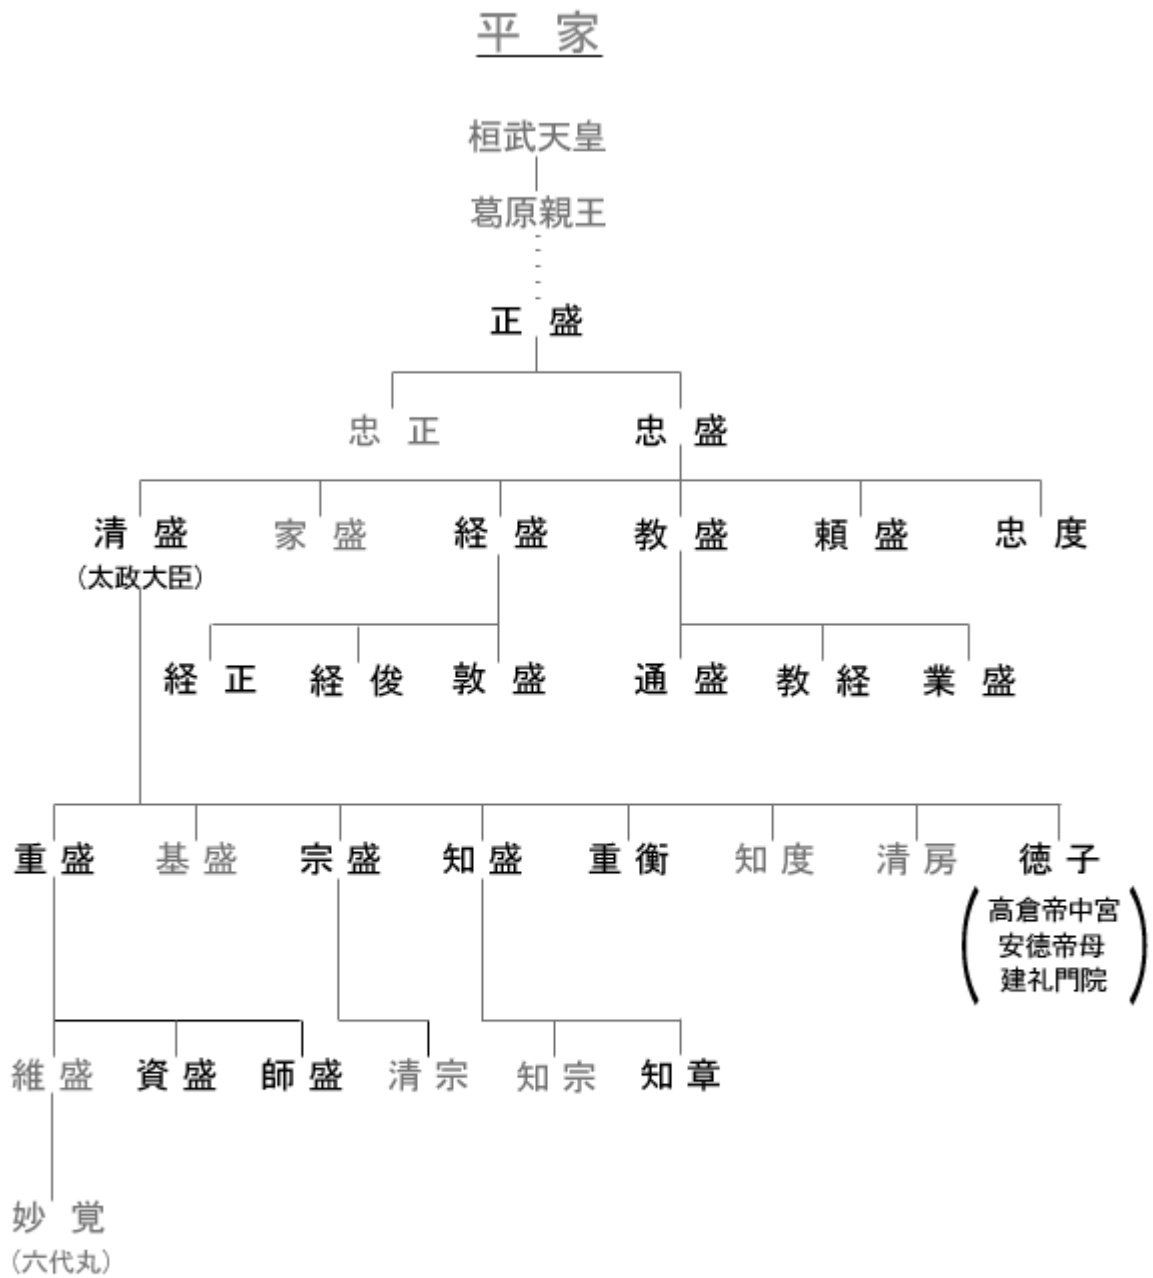 平 家
桓武天皇
葛原親王
正 盛
忠 正 忠 盛
清 盛 家 盛 経 盛 教 盛 頼 盛 忠 度
(太政大臣)
経 正 経 俊 敦 盛 通 盛 教 経 業 盛
重盛 基盛 宗盛 知盛 重衡 知度 清房 徳子
(高倉帝中宮
安徳帝母
建礼門院)
維盛 資盛 師盛 清宗 知宗 知章
妙 覚
(六代丸)